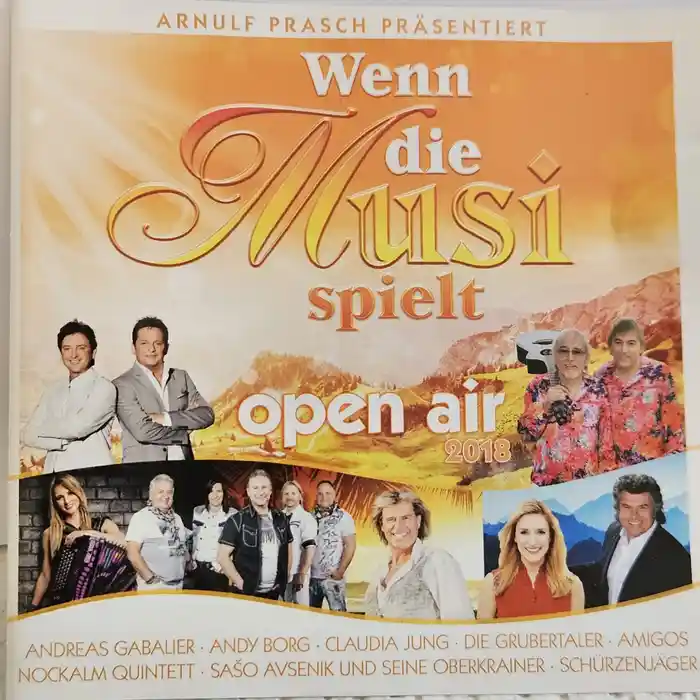 ARNULF PRASCH PRÄSENTIERT
Wenn
die
Musi
spielt
open air
2018
ANDREAS GABALIER · ANDY BORG · CLAUDIA JUNG · DIE GRUBERTALER · AMIGOS
NOCKALM QUINTETT · SAŠO AVSENIK UND SEINE OBERKRAINER · SCHÜRZENJÄGER